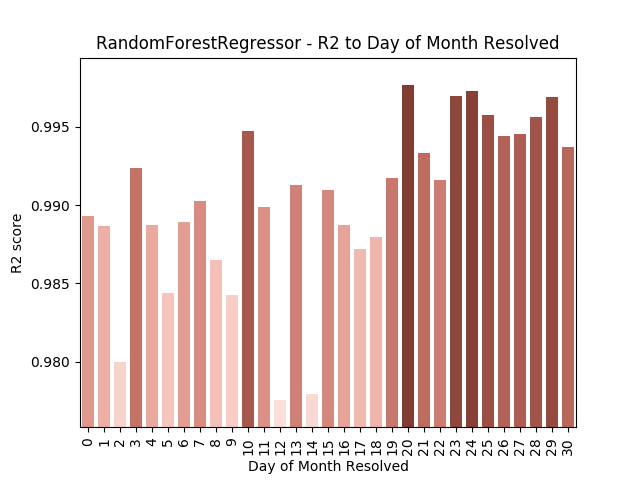 RandomForestRegressor - R2 to Day of Month Resolved
R2 score
0.995
0.990
0.985
0.980
0 1 2 3 4 5 6 7 8 9 10 11 12 13 14 15 16 17 18 19 20 21 22 23 24 25 26 27 28 29 30
Day of Month Resolved